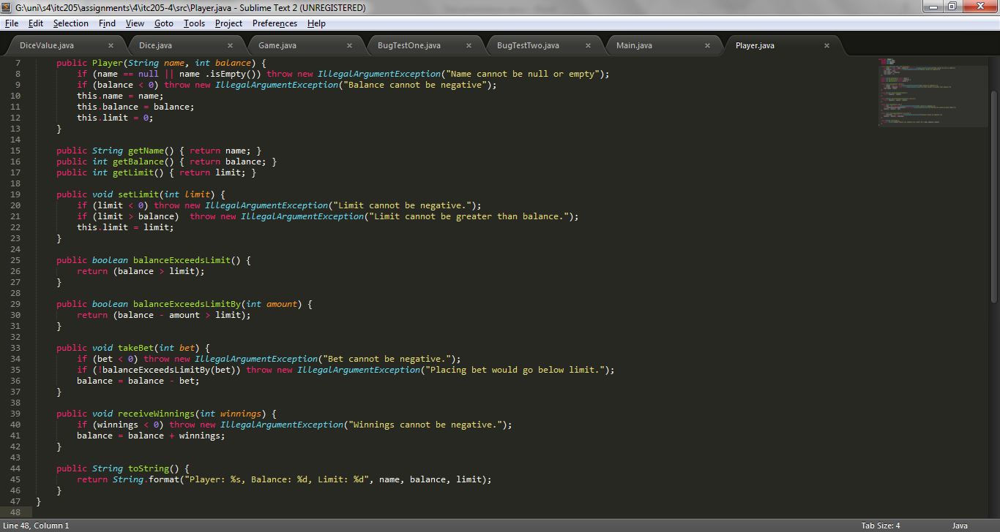 G:\uni\s4\itc205\assignments\4\itc205-4\src\Player.java - Sublime Text 2 (UNREGISTERED)
File Edit Selection Find View Goto Tools Project Preferences Help
DiceValue.java × Dice.java × Game.java × BugTestOne.java × BugTestTwo.java × Main.java × Player.java ×
7     public Player(String name, int balance) {
8         if (name == null || name .isEmpty()) throw new IllegalArgumentException("Name cannot be null or empty");
9         if (balance < 0) throw new IllegalArgumentException("Balance cannot be negative");
10         this.name = name;
11         this.balance = balance;
12         this.limit = 0;
13     }
14
15     public String getName() { return name; }
16     public int getBalance() { return balance; }
17     public int getLimit() { return limit; }
18
19     public void setLimit(int limit) {
20         if (limit < 0) throw new IllegalArgumentException("Limit cannot be negative.");
21         if (limit > balance)  throw new IllegalArgumentException("Limit cannot be greater than balance.");
22         this.limit = limit;
23     }
24
25     public boolean balanceExceedsLimit() {
26         return (balance > limit);
27     }
28
29     public boolean balanceExceedsLimitBy(int amount) {
30         return (balance - amount > limit);
31     }
32
33     public void takeBet(int bet) {
34         if (bet < 0) throw new IllegalArgumentException("Bet cannot be negative.");
35         if (!balanceExceedsLimitBy(bet)) throw new IllegalArgumentException("Placing bet would go below limit.");
36         balance = balance - bet;
37     }
38
39     public void receiveWinnings(int winnings) {
40         if (winnings < 0) throw new IllegalArgumentException("Winnings cannot be negative.");
41         balance = balance + winnings;
42     }
43
44     public String toString() {
45         return String.format("Player: %s, Balance: %d, Limit: %d", name, balance, limit);
46     }
47 }
48
Line 48, Column 1 Tab Size: 4 Java